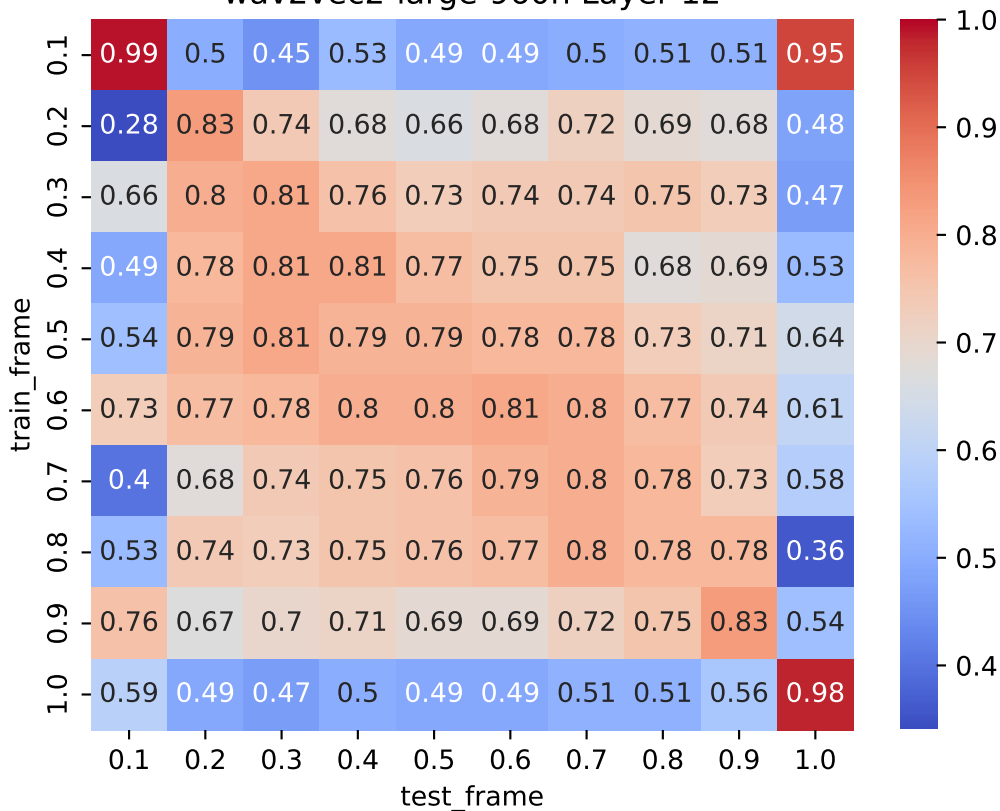 wav2vec2-large-960h Layer 12
0.1 0.99 0.5 0.45 0.53 0.49 0.49 0.5 0.51 0.51 0.95
0.2 0.28 0.83 0.74 0.68 0.66 0.68 0.72 0.69 0.68 0.48
0.3 0.66 0.8 0.81 0.76 0.73 0.74 0.74 0.75 0.73 0.47
0.4 0.49 0.78 0.81 0.81 0.77 0.75 0.75 0.68 0.69 0.53
0.5 0.54 0.79 0.81 0.79 0.79 0.78 0.78 0.73 0.71 0.64
0.6 0.73 0.77 0.78 0.8 0.8 0.81 0.8 0.77 0.74 0.61
0.7 0.4 0.68 0.74 0.75 0.76 0.79 0.8 0.78 0.73 0.58
0.8 0.53 0.74 0.73 0.75 0.76 0.77 0.8 0.78 0.78 0.36
0.9 0.76 0.67 0.7 0.71 0.69 0.69 0.72 0.75 0.83 0.54
1.0 0.59 0.49 0.47 0.5 0.49 0.49 0.51 0.51 0.56 0.98
0.1 0.2 0.3 0.4 0.5 0.6 0.7 0.8 0.9 1.0
test_frame
train_frame
1.0
0.9
0.8
0.7
0.6
0.5
0.4